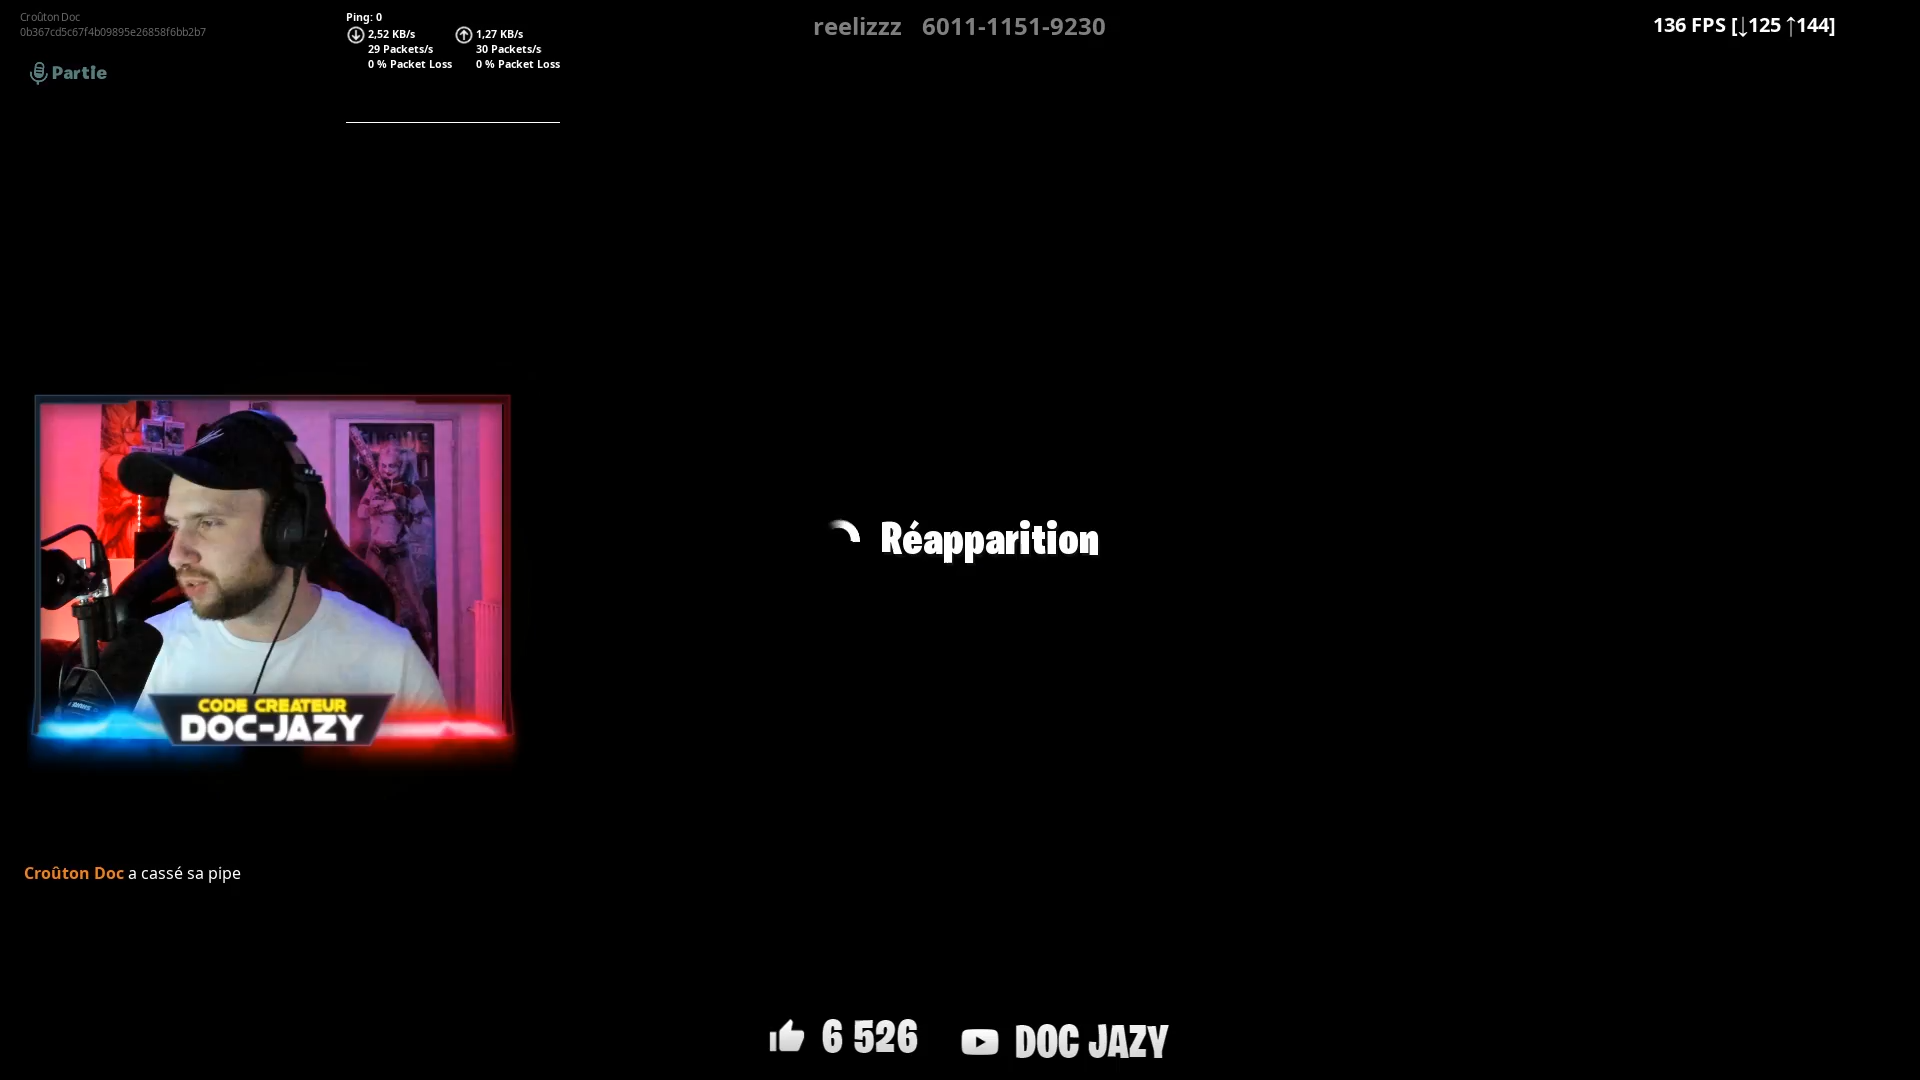 Croûton Doc
0b367cd5c67f4b09895e26858f6bb2b7
Partie
Ping: 0
2,52 KB/s 1,27 KB/s
29 Packets/s 30 Packets/s
0 % Packet Loss 0 % Packet Loss
reelizzz 6011-1151-9230
136 FPS [↓125 ↑144]
Réapparition
CODE CREATEUR
DOC-JAZY
Croûton Doc a cassé sa pipe
6 526 DOC JAZY